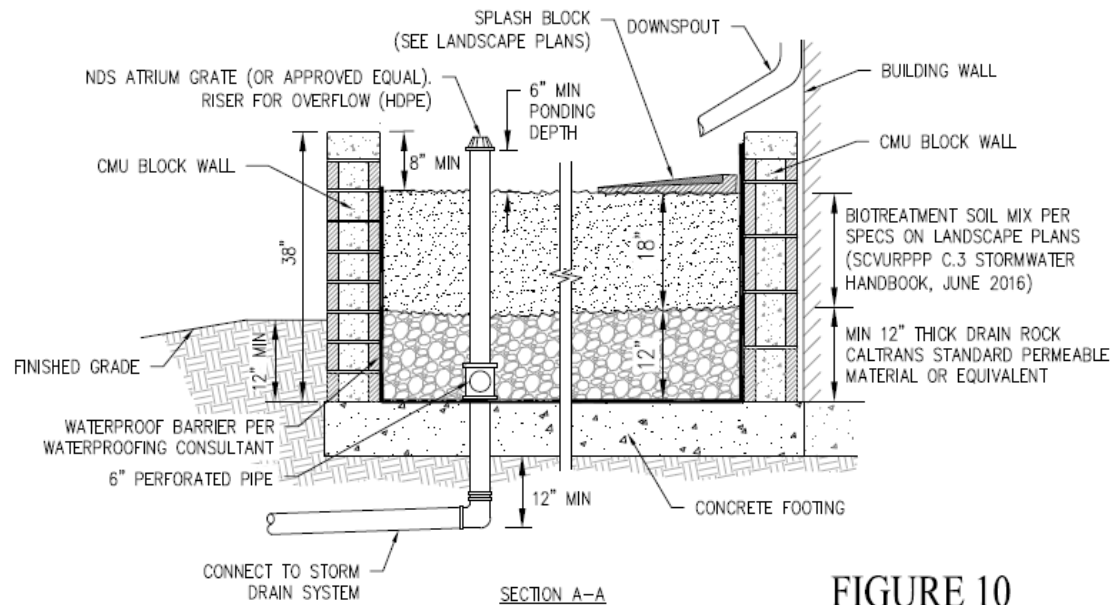 SPLASH BLOCK
(SEE LANDSCAPE PLANS)
DOWNSPOUT
NDS ATRIUM GRATE (OR APPROVED EQUAL).
RISER FOR OVERFLOW (HDPE)
6" MIN
PONDING
DEPTH
BUILDING WALL
CMU BLOCK WALL
8" MIN
CMU BLOCK WALL
38"
18"
BIOTREATMENT SOIL MIX PER
SPECS ON LANDSCAPE PLANS
(SCVURPPP C.3 STORMWATER
HANDBOOK, JUNE 2016)
FINISHED GRADE
12" MIN
12"
MIN 12" THICK DRAIN ROCK
CALTRANS STANDARD PERMEABLE
MATERIAL OR EQUIVALENT
WATERPROOF BARRIER PER
WATERPROOFING CONSULTANT
6" PERFORATED PIPE
12" MIN
CONCRETE FOOTING
CONNECT TO STORM
DRAIN SYSTEM
SECTION A-A
FIGURE 10